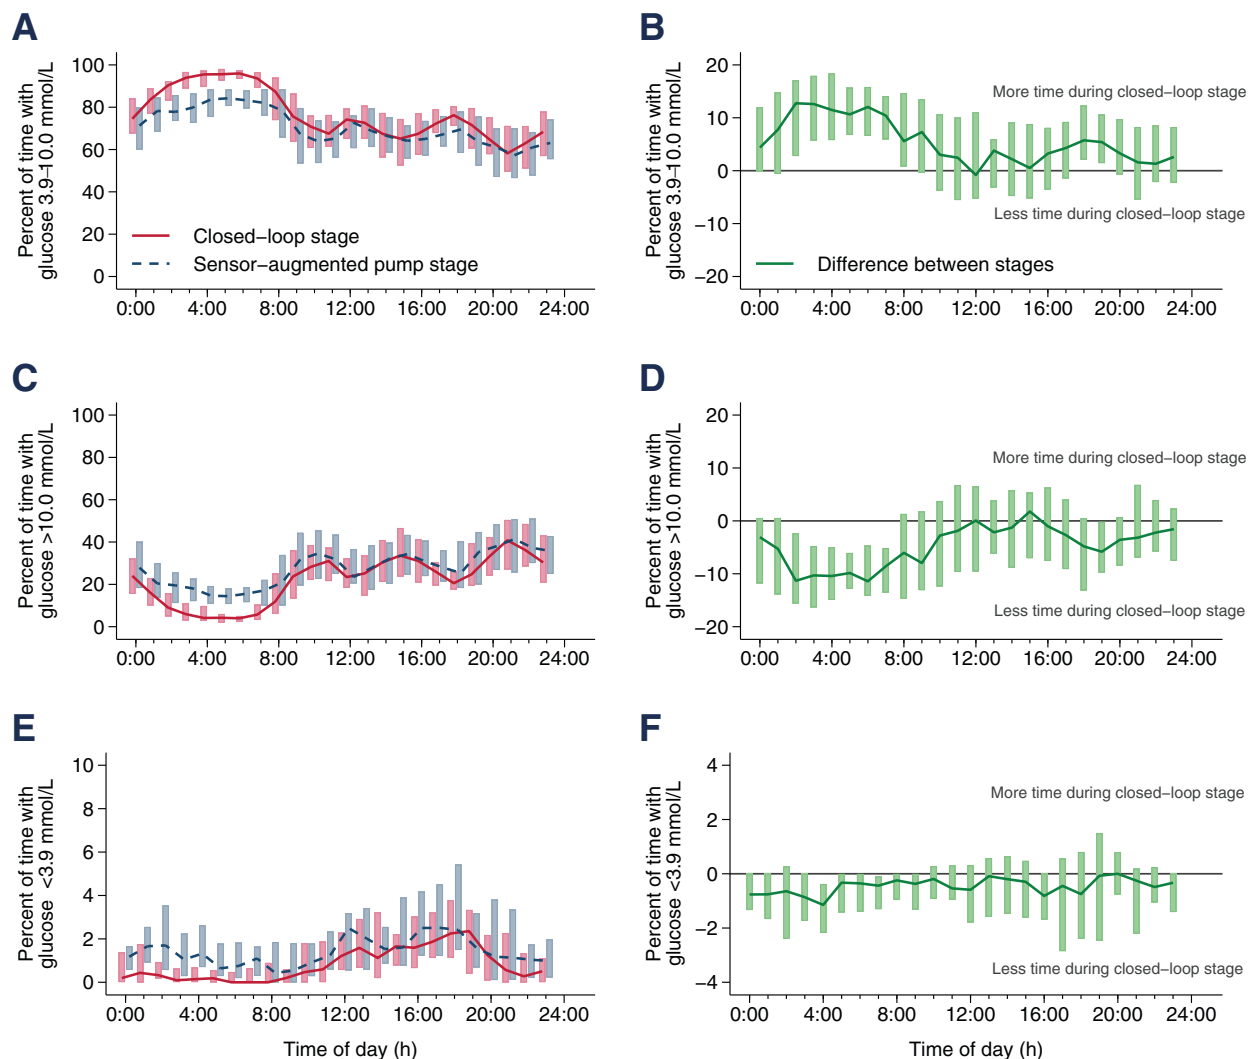 A
Percent of time with
glucose 3.9–10.0 mmol/L
100
80
60
40
20
0
Closed–loop stage
Sensor–augmented pump stage
0:00 4:00 8:00 12:00 16:00 20:00 24:00
B
Percent of time with
glucose 3.9–10.0 mmol/L
20
10
0
−10
−20
More time during closed–loop stage
Less time during closed–loop stage
Difference between stages
0:00 4:00 8:00 12:00 16:00 20:00 24:00
C
Percent of time with
glucose >10.0 mmol/L
100
80
60
40
20
0
0:00 4:00 8:00 12:00 16:00 20:00 24:00
D
Percent of time with
glucose >10.0 mmol/L
20
10
0
−10
−20
More time during closed–loop stage
Less time during closed–loop stage
0:00 4:00 8:00 12:00 16:00 20:00 24:00
E
Percent of time with
glucose <3.9 mmol/L
10
8
6
4
2
0
0:00 4:00 8:00 12:00 16:00 20:00 24:00
Time of day (h)
F
Percent of time with
glucose <3.9 mmol/L
4
2
0
−2
−4
More time during closed–loop stage
Less time during closed–loop stage
0:00 4:00 8:00 12:00 16:00 20:00 24:00
Time of day (h)